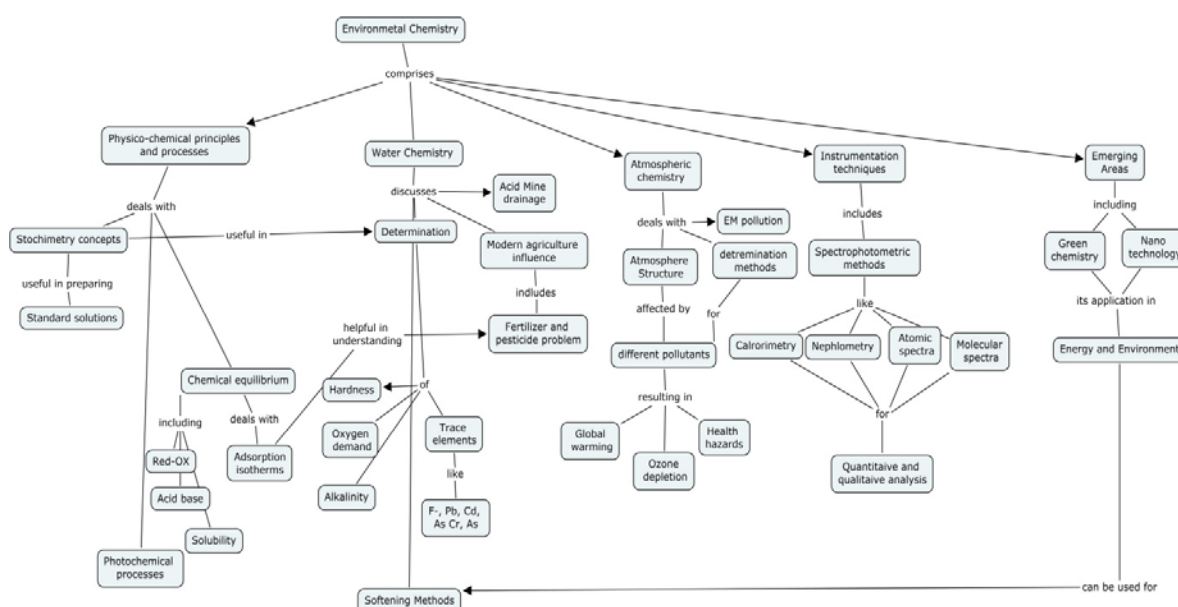 Environmetal Chemistry
comprises
Physico-chemical principles
and processes
Water Chemistry
Atmospheric
chemistry
Instrumentation
techniques
Emerging
Areas
discusses
Acid Mine
drainage
deals with
Stochimetry concepts
useful in
Determination
Modern agriculture
influence
deals with
EM pollution
Atmosphere
Structure
detremination
methods
includes
Spectrophotometric
methods
including
Green
chemistry
Nano
technology
useful in preparing
Standard solutions
indludes
helpful in
understanding
Fertilizer and
pesticide problem
affected by
for
different pollutants
like
Calrorimetry
Nephlometry
Atomic
spectra
Molecular
spectra
its application in
Energy and Environment
Chemical equilibrium
including
deals with
Red-OX
Acid base
Solubility
Adsorption
isotherms
Photochemical
processes
Hardness
of
Oxygen
demand
Trace
elements
Alkalinity
like
F-, Pb, Cd,
As Cr, As
resulting in
Global
warming
Ozone
depletion
Health
hazards
for
Quantitaive and
qualitaive analysis
can be used for
Softening Methods